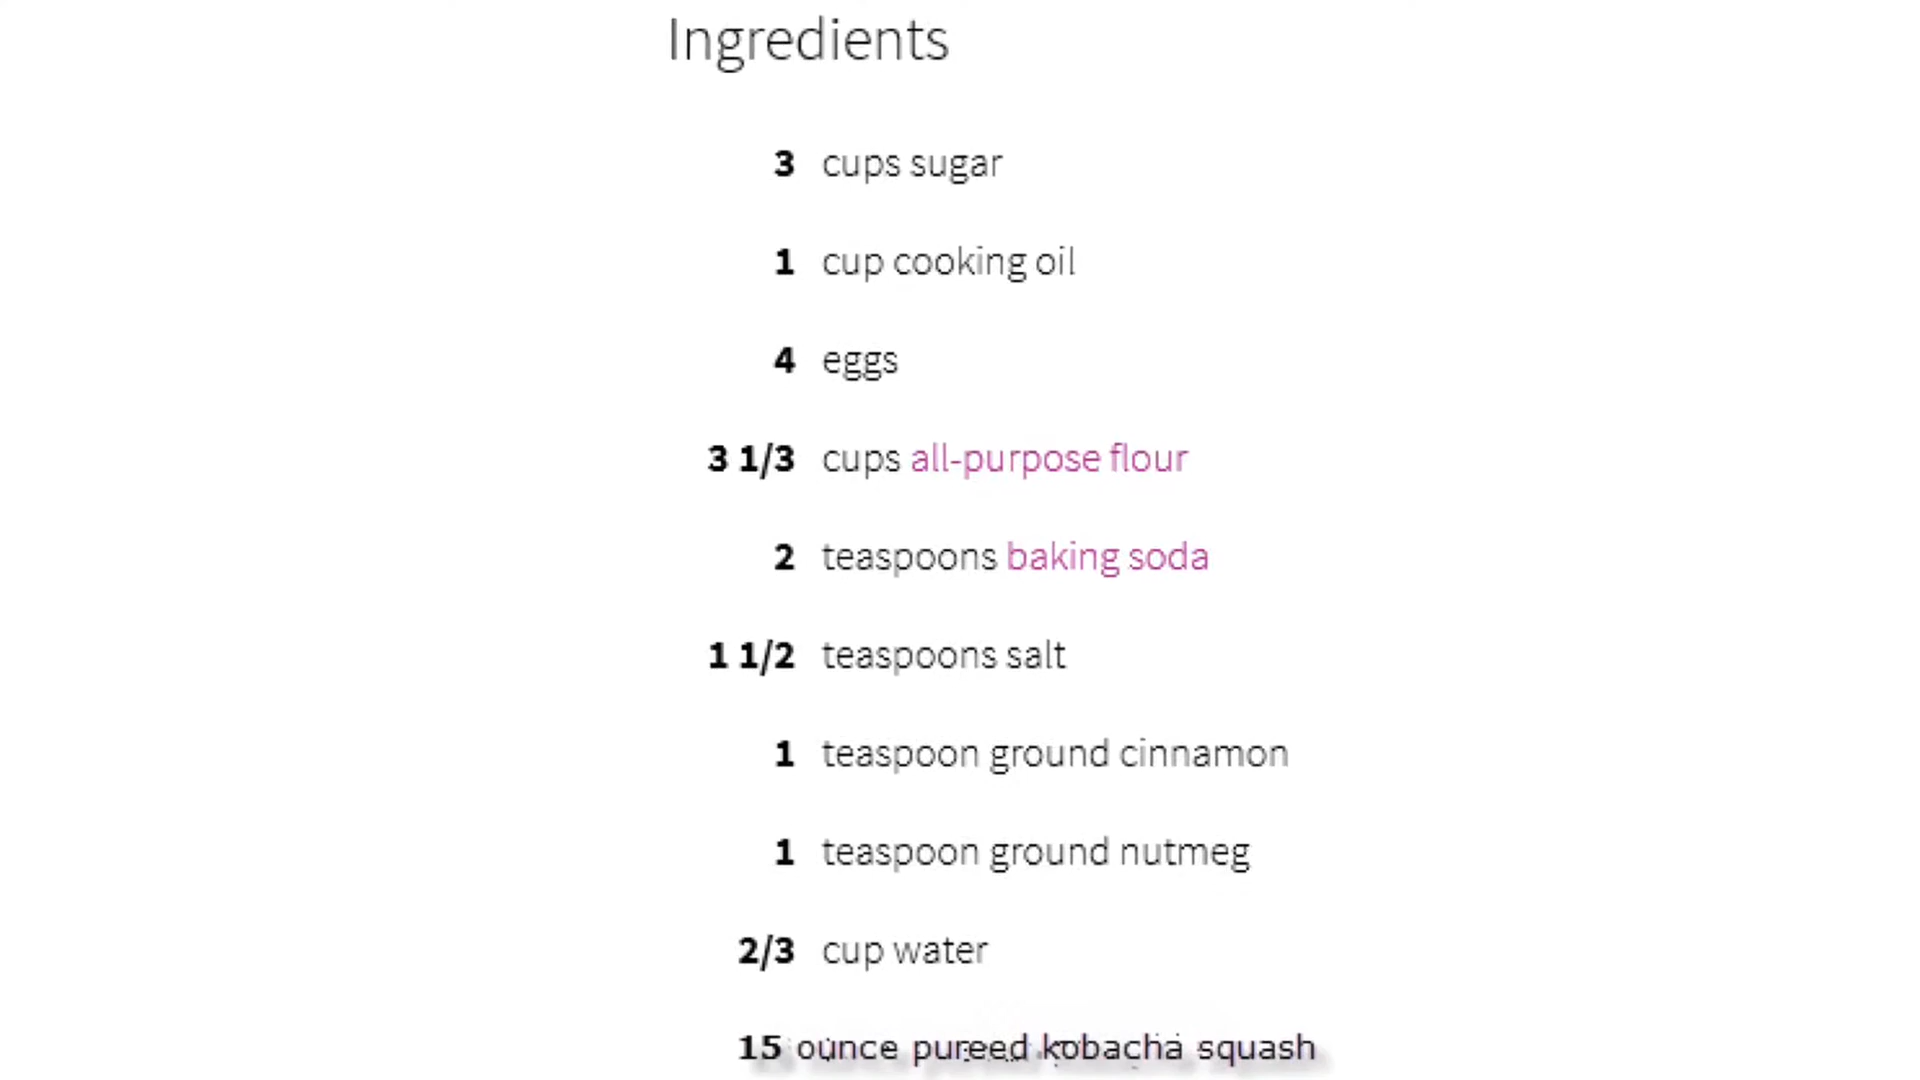 Ingredients
3 cups sugar
1 cup cooking oil
4 eggs
3 1/3 cups all-purpose flour
2 teaspoons baking soda
1 1/2 teaspoons salt
1 teaspoon ground cinnamon
1 teaspoon ground nutmeg
2/3 cup water
15 ounce pureed kobacha squash